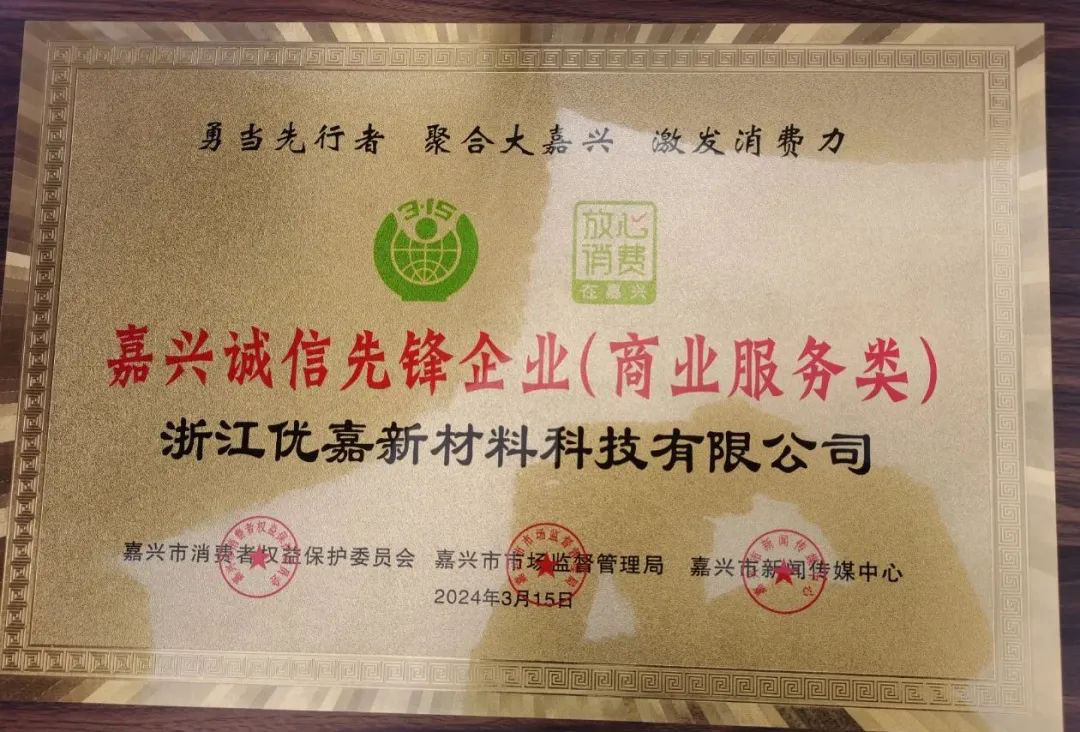 勇当先行者 聚合大嘉兴 激发消费力
3·15
放心
消费
在嘉兴
嘉兴诚信先锋企业(商业服务类)
浙江优嘉新材料科技有限公司
嘉兴市消费者权益保护委员会 嘉兴市市场监督管理局 嘉兴市新闻传媒中心
2024年3月15日